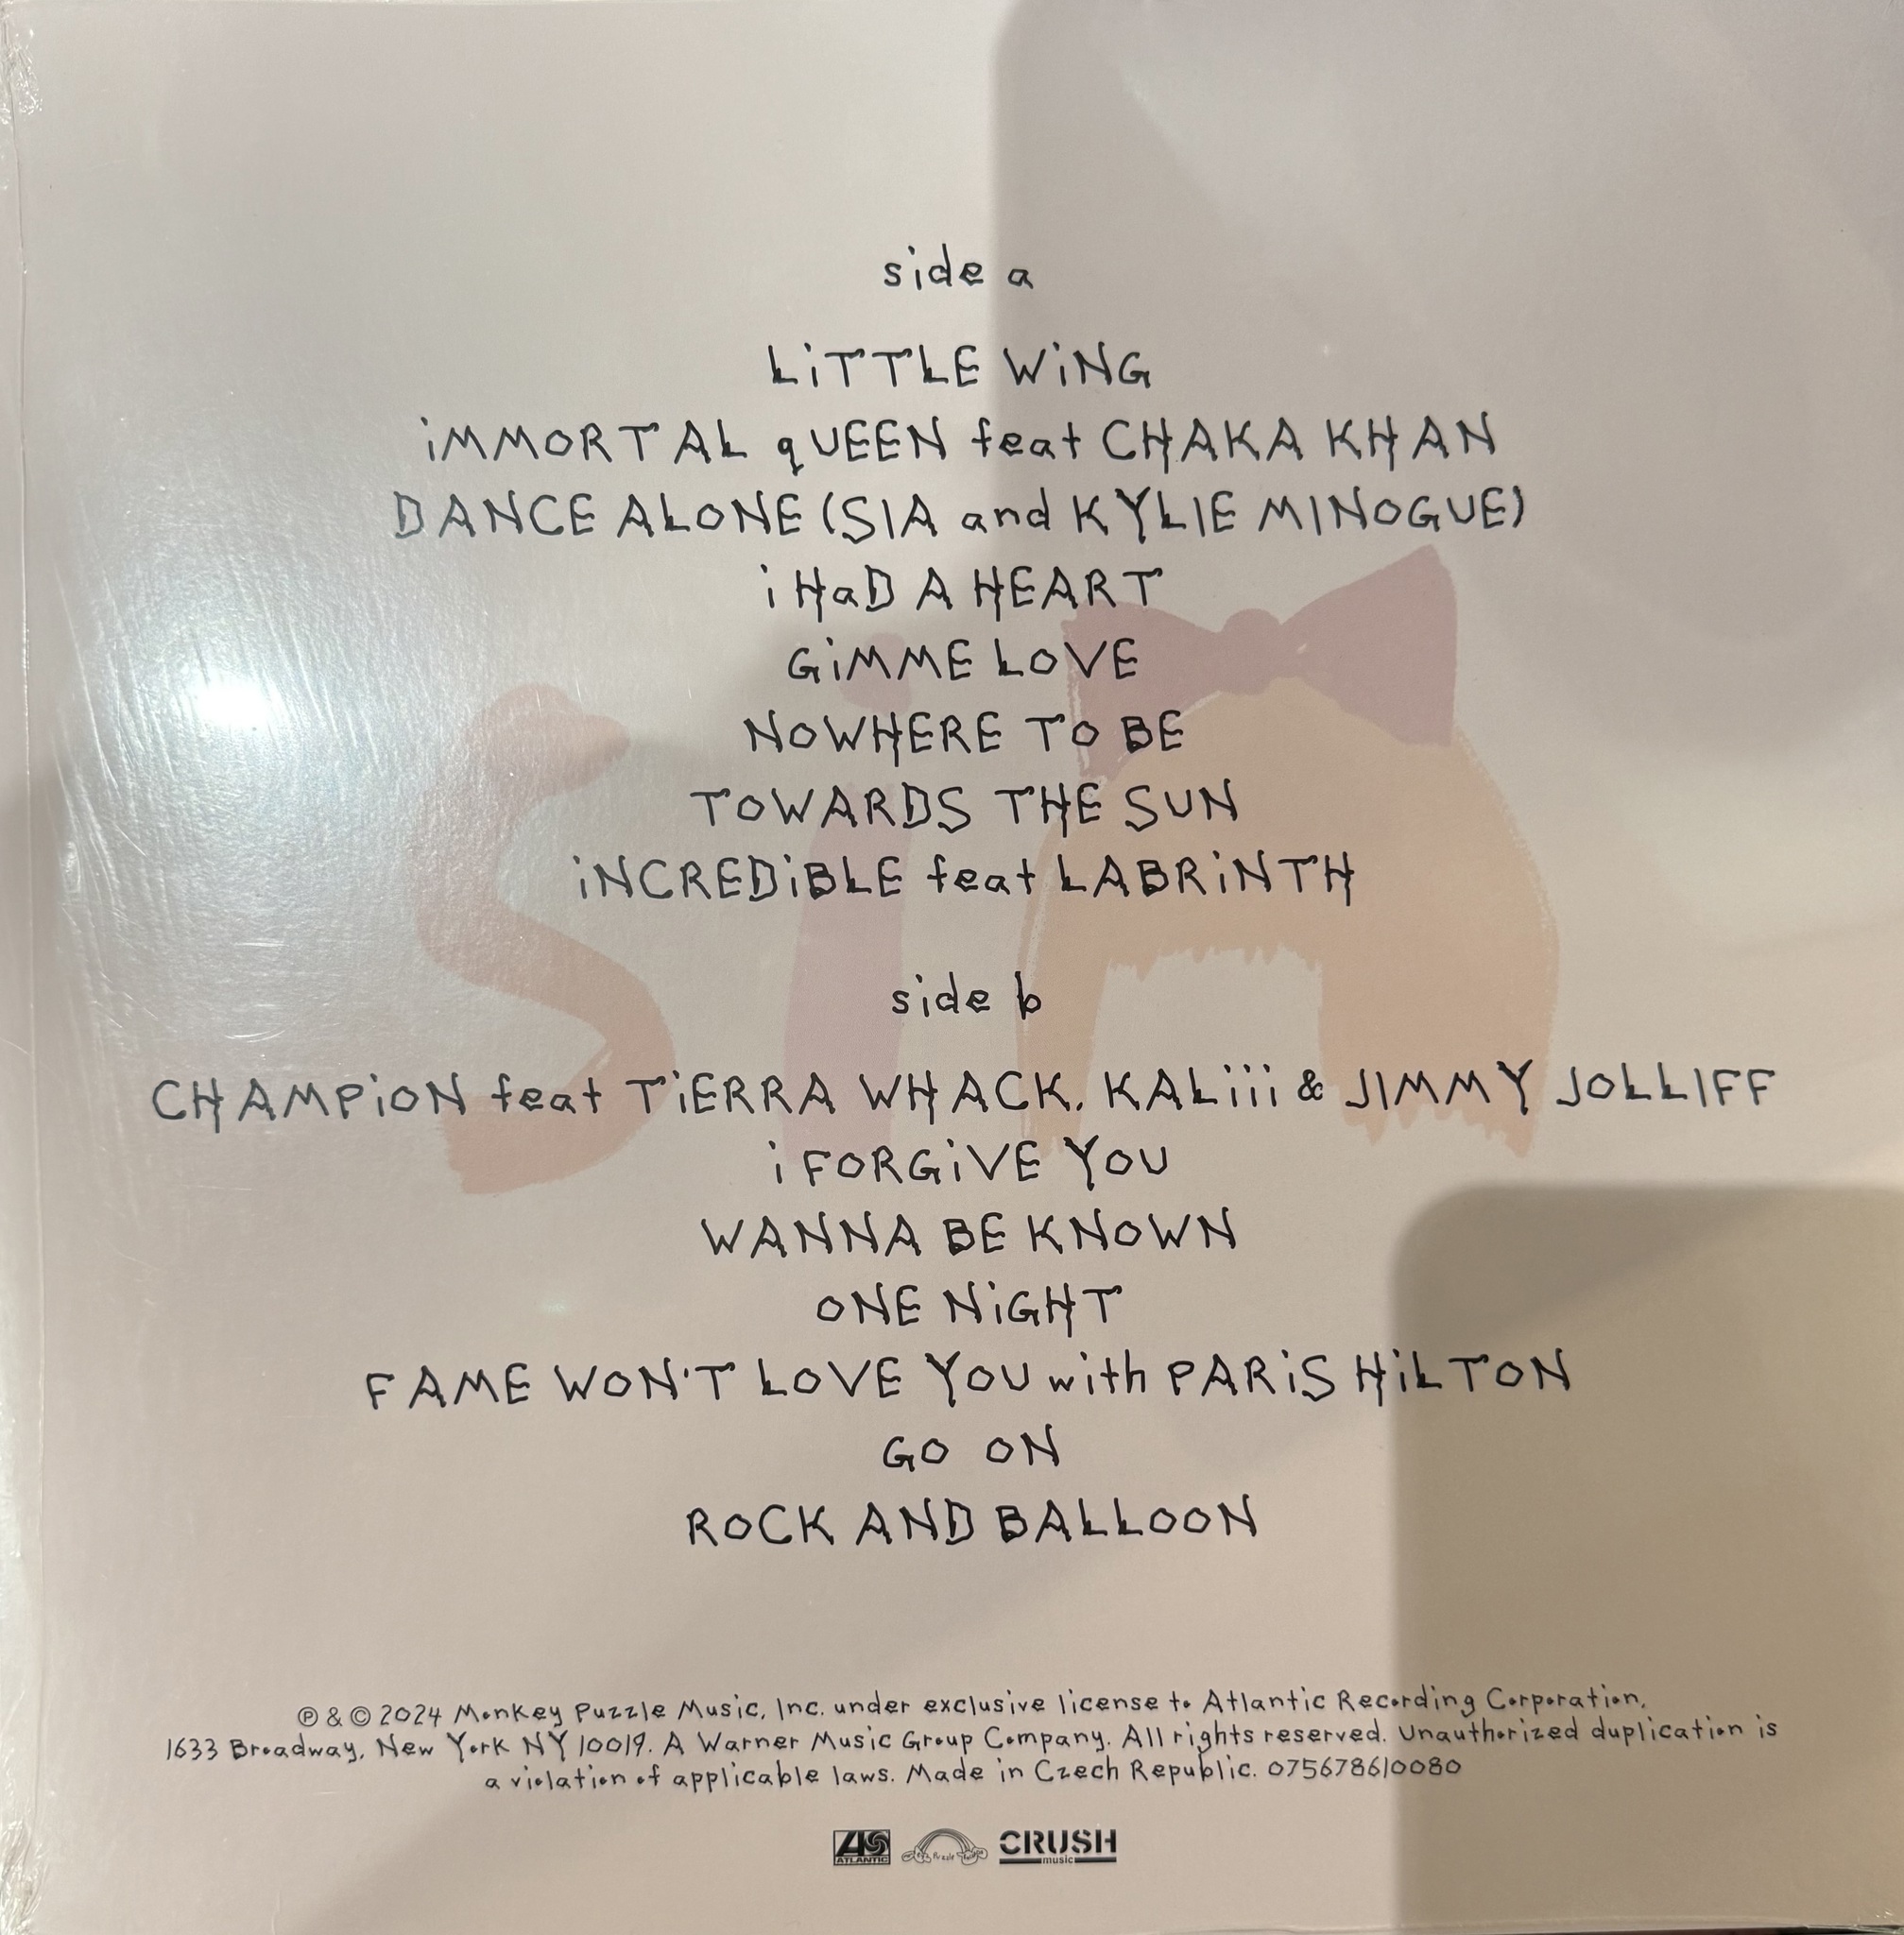 side a
LiTTLE WiNG
iMMORTAL qUEEN feat CHAKA KHAN
DANCE ALONE (SIA and KYLIE MINOGUE)
i HaD A HEART
GiMME LOVE
NOWHERE TO BE
TOWARDS THE SUN
iNCREDiBLE feat LABRiNTH
SiA
side b
CHAMPiON feat TiERRA WHACK, KALiii & JIMMY JOLLIFF
i FORGiVE YOU
WANNA BE KNOWN
ONE NiGHT
FAME WON'T LOVE YOU with PARiS HiLTON
GO ON
ROCK AND BALLOON
℗ & © 2024 Monkey Puzzle Music, Inc. under exclusive license to Atlantic Recording Corporation,
1633 Broadway, New York NY 10019. A Warner Music Group Company. All rights reserved. Unauthorized duplication is
a violation of applicable laws. Made in Czech Republic. 075678610080
ATLANTIC CRUSH music